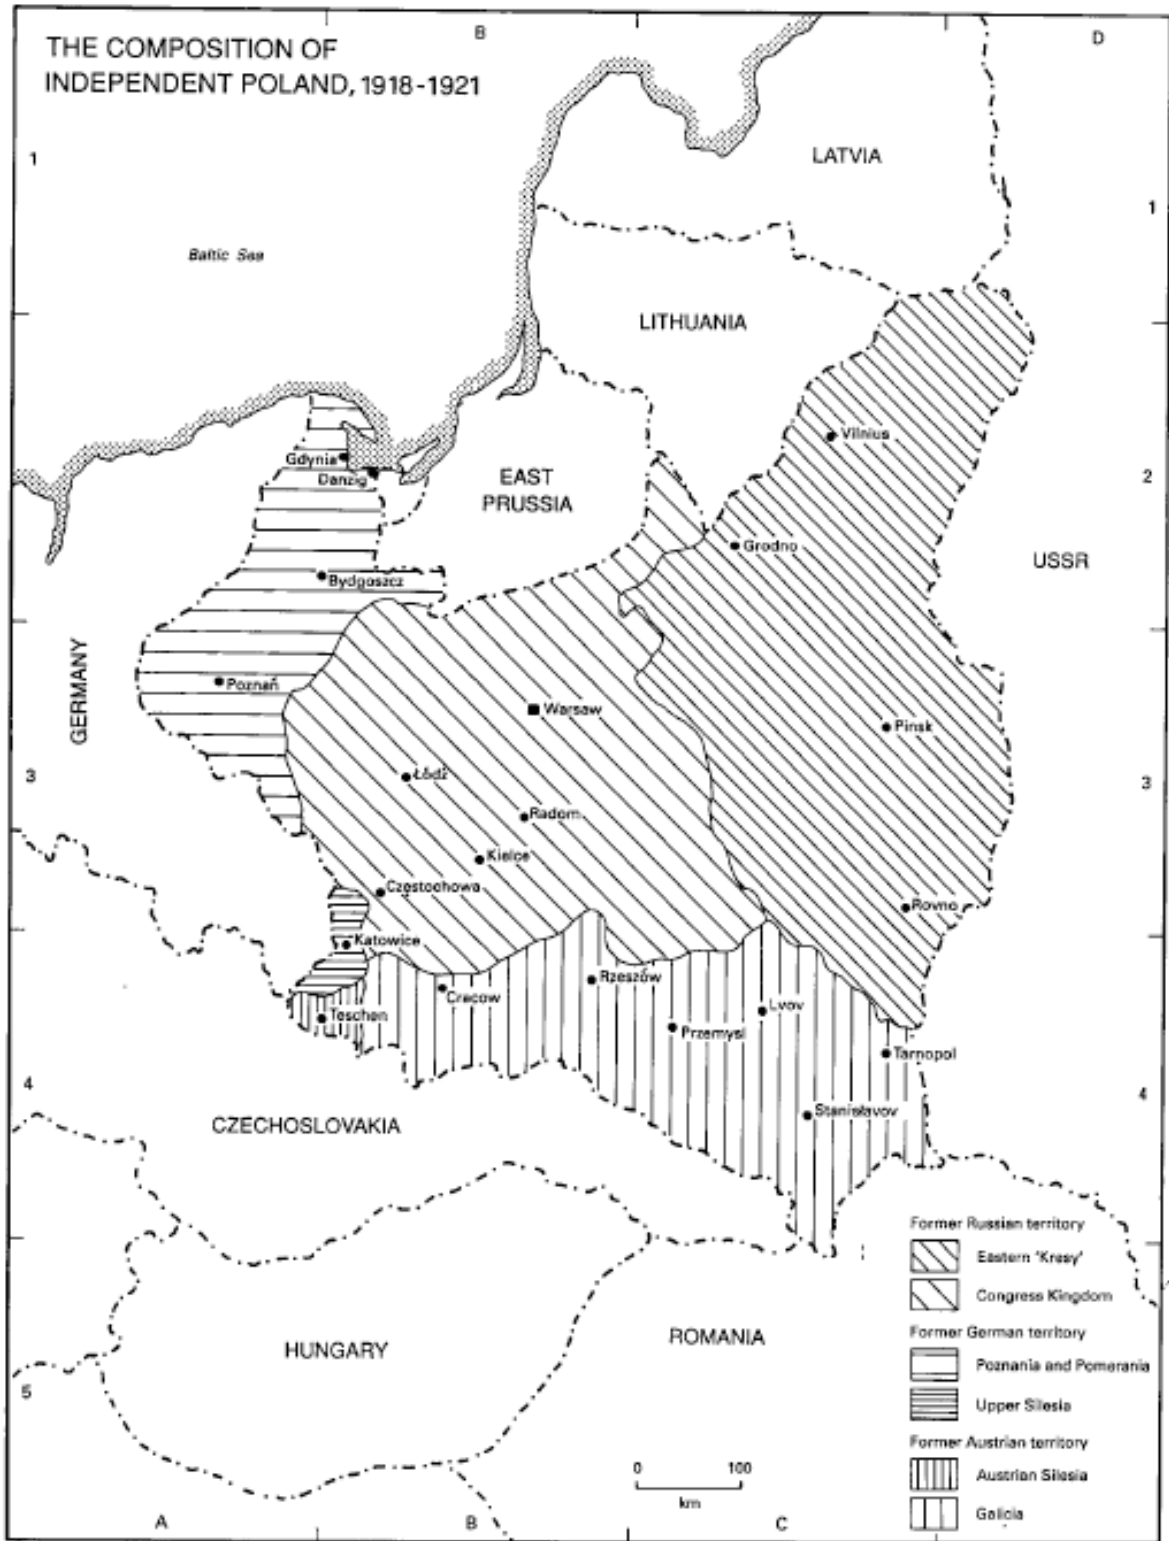 THE COMPOSITION OF
INDEPENDENT POLAND, 1918-1921
B
D
1
LATVIA
1
Baltic Sea
LITHUANIA
Vilnius
Gdynia
Danzig
EAST
PRUSSIA
2
Grodno
USSR
Bydgoszcz
GERMANY
Poznań
Warsaw
Pinsk
3
Łódź
3
Radom
Kielce
Częstochowa
Rovno
Katowice
Rzeszów
Cracow
Lvov
Teschen
Przemysl
Tarnopol
4
4
Stanisłavov
CZECHOSLOVAKIA
Former Russian territory
Eastern 'Kresy'
Congress Kingdom
HUNGARY
ROMANIA
Former German territory
Poznania and Pomerania
5
Upper Silesia
Former Austrian territory
0 100
km
Austrian Silesia
Galicia
A
B
C